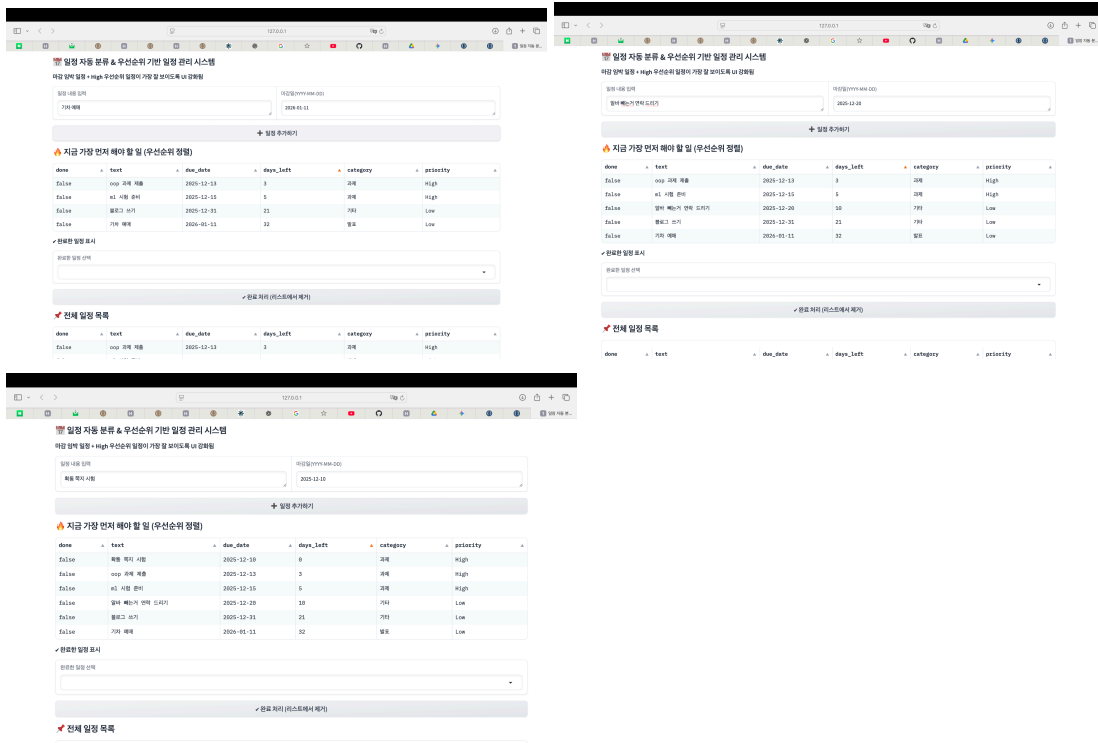 127.0.0.1
일정 자동 분...
📅 일정 자동 분류 & 우선순위 기반 일정 관리 시스템
마감 임박 일정 + High 우선순위 일정이 가장 잘 보이도록 UI 강화됨
일정 내용 입력 마감일(YYYY-MM-DD)
기차 예매 2026-01-11
➕ 일정 추가하기
🔥 지금 가장 먼저 해야 할 일 (우선순위 정렬)
done text due_date days_left category priority
false oop 과제 제출 2025-12-13 3 과제 High
false ml 시험 준비 2025-12-15 5 과제 High
false 블로그 쓰기 2025-12-31 21 기타 Low
false 기차 예매 2026-01-11 32 발표 Low
✔ 완료한 일정 표시
완료한 일정 선택
✔ 완료 처리 (리스트에서 제거)
📌 전체 일정 목록
done text due_date days_left category priority
false oop 과제 제출 2025-12-13 3 과제 High
127.0.0.1
일정 자동 분...
📅 일정 자동 분류 & 우선순위 기반 일정 관리 시스템
마감 임박 일정 + High 우선순위 일정이 가장 잘 보이도록 UI 강화됨
일정 내용 입력 마감일(YYYY-MM-DD)
알바 빼는거 연락 드리기 2025-12-20
➕ 일정 추가하기
🔥 지금 가장 먼저 해야 할 일 (우선순위 정렬)
done text due_date days_left category priority
false oop 과제 제출 2025-12-13 3 과제 High
false ml 시험 준비 2025-12-15 5 과제 High
false 알바 빼는거 연락 드리기 2025-12-20 10 기타 Low
false 블로그 쓰기 2025-12-31 21 기타 Low
false 기차 예매 2026-01-11 32 발표 Low
✔ 완료한 일정 표시
완료한 일정 선택
✔ 완료 처리 (리스트에서 제거)
📌 전체 일정 목록
done text due_date days_left category priority
127.0.0.1
일정 자동 분...
📅 일정 자동 분류 & 우선순위 기반 일정 관리 시스템
마감 임박 일정 + High 우선순위 일정이 가장 잘 보이도록 UI 강화됨
일정 내용 입력 마감일(YYYY-MM-DD)
확통 쪽지 시험 2025-12-10
➕ 일정 추가하기
🔥 지금 가장 먼저 해야 할 일 (우선순위 정렬)
done text due_date days_left category priority
false 확통 쪽지 시험 2025-12-10 0 과제 High
false oop 과제 제출 2025-12-13 3 과제 High
false ml 시험 준비 2025-12-15 5 과제 High
false 알바 빼는거 연락 드리기 2025-12-20 10 기타 Low
false 블로그 쓰기 2025-12-31 21 기타 Low
false 기차 예매 2026-01-11 32 발표 Low
✔ 완료한 일정 표시
완료한 일정 선택
✔ 완료 처리 (리스트에서 제거)
📌 전체 일정 목록